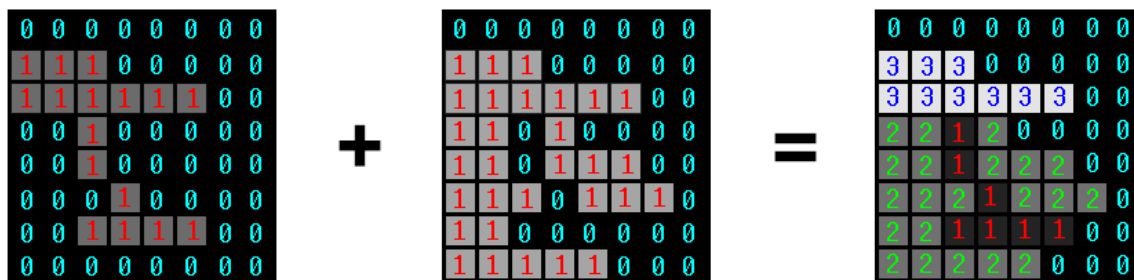 0 0 0 0 0 0 0 0
1 1 1 0 0 0 0 0
1 1 1 1 1 1 0 0
0 0 1 0 0 0 0 0
0 0 1 0 0 0 0 0
0 0 0 1 0 0 0 0
0 0 1 1 1 1 0 0
0 0 0 0 0 0 0 0
+
0 0 0 0 0 0 0 0
1 1 1 0 0 0 0 0
1 1 1 1 1 1 0 0
1 1 0 1 0 0 0 0
1 1 0 1 1 1 0 0
1 1 1 0 1 1 1 0
1 1 0 0 0 0 0 0
1 1 1 1 1 0 0 0
=
0 0 0 0 0 0 0 0
3 3 3 0 0 0 0 0
3 3 3 3 3 3 0 0
2 2 1 2 0 0 0 0
2 2 1 2 2 2 0 0
2 2 2 1 2 2 2 0
2 2 1 1 1 1 0 0
2 2 2 2 2 0 0 0